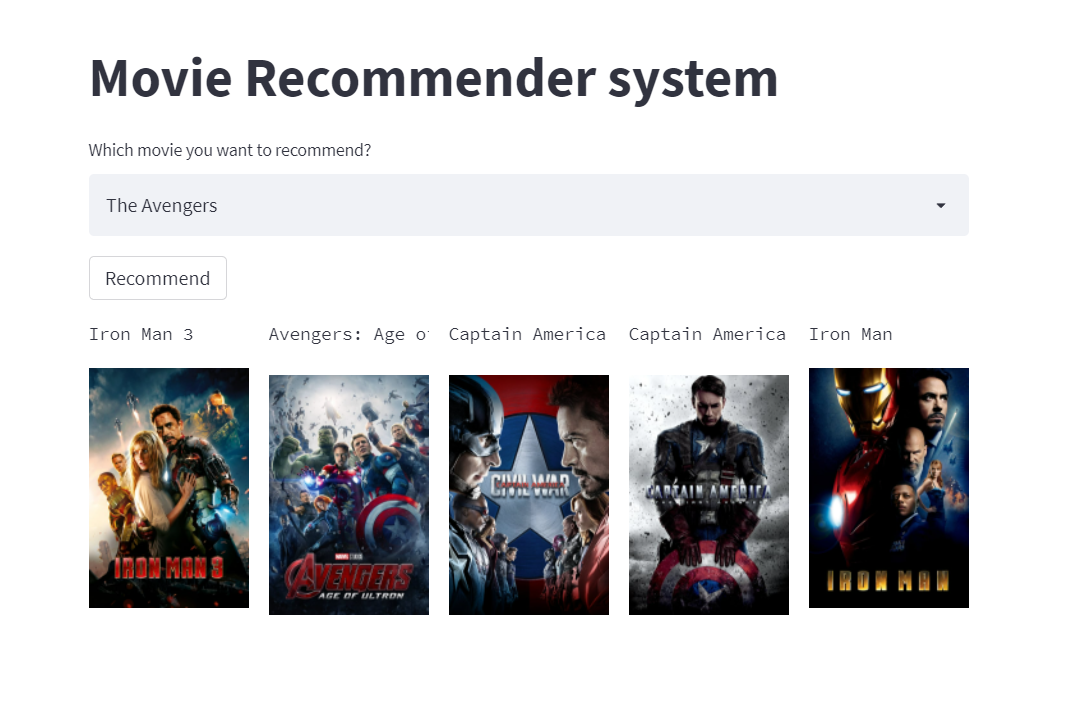 Movie Recommender system
Which movie you want to recommend?
The Avengers
Recommend
Iron Man 3
Avengers: Age of
Captain America
Captain America
Iron Man
IRON MAN 3
MARVEL
AVENGERS
AGE OF ULTRON
CIVIL WAR
CAPTAIN AMERICA
IRON MAN